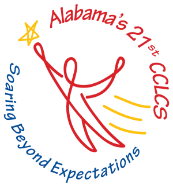 Alabama's 21st CCLCS
Soaring Beyond Expectations